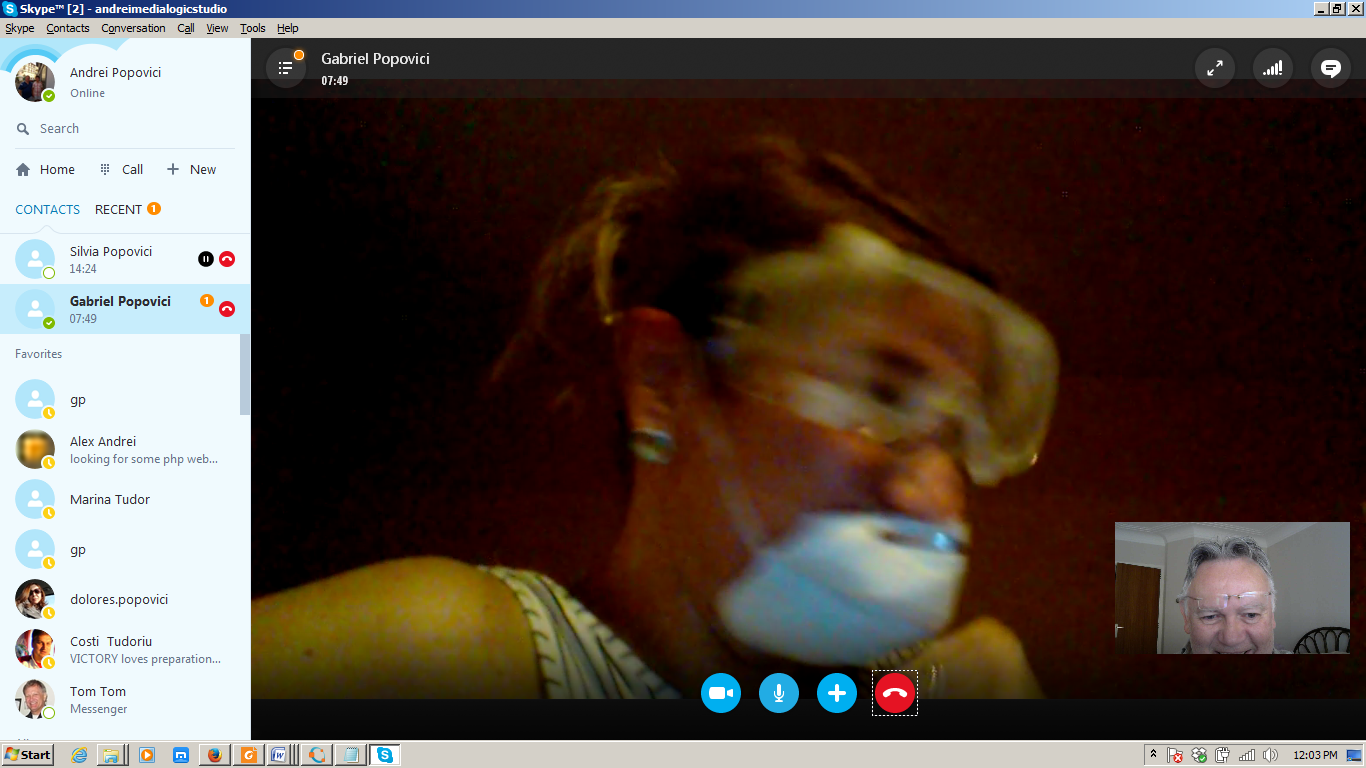 Skype™ [2] - andreimedialogicstudio
Skype Contacts Conversation Call View Tools Help
Andrei Popovici
Online
Search
Home Call New
CONTACTS RECENT 1
Silvia Popovici
14:24
Gabriel Popovici 1
07:49
Favorites
gp
Alex Andrei
looking for some php web...
Marina Tudor
gp
dolores.popovici
Costi Tudoriu
VICTORY loves preparation...
Tom Tom
Messenger
Gabriel Popovici
07:49
Start
12:03 PM